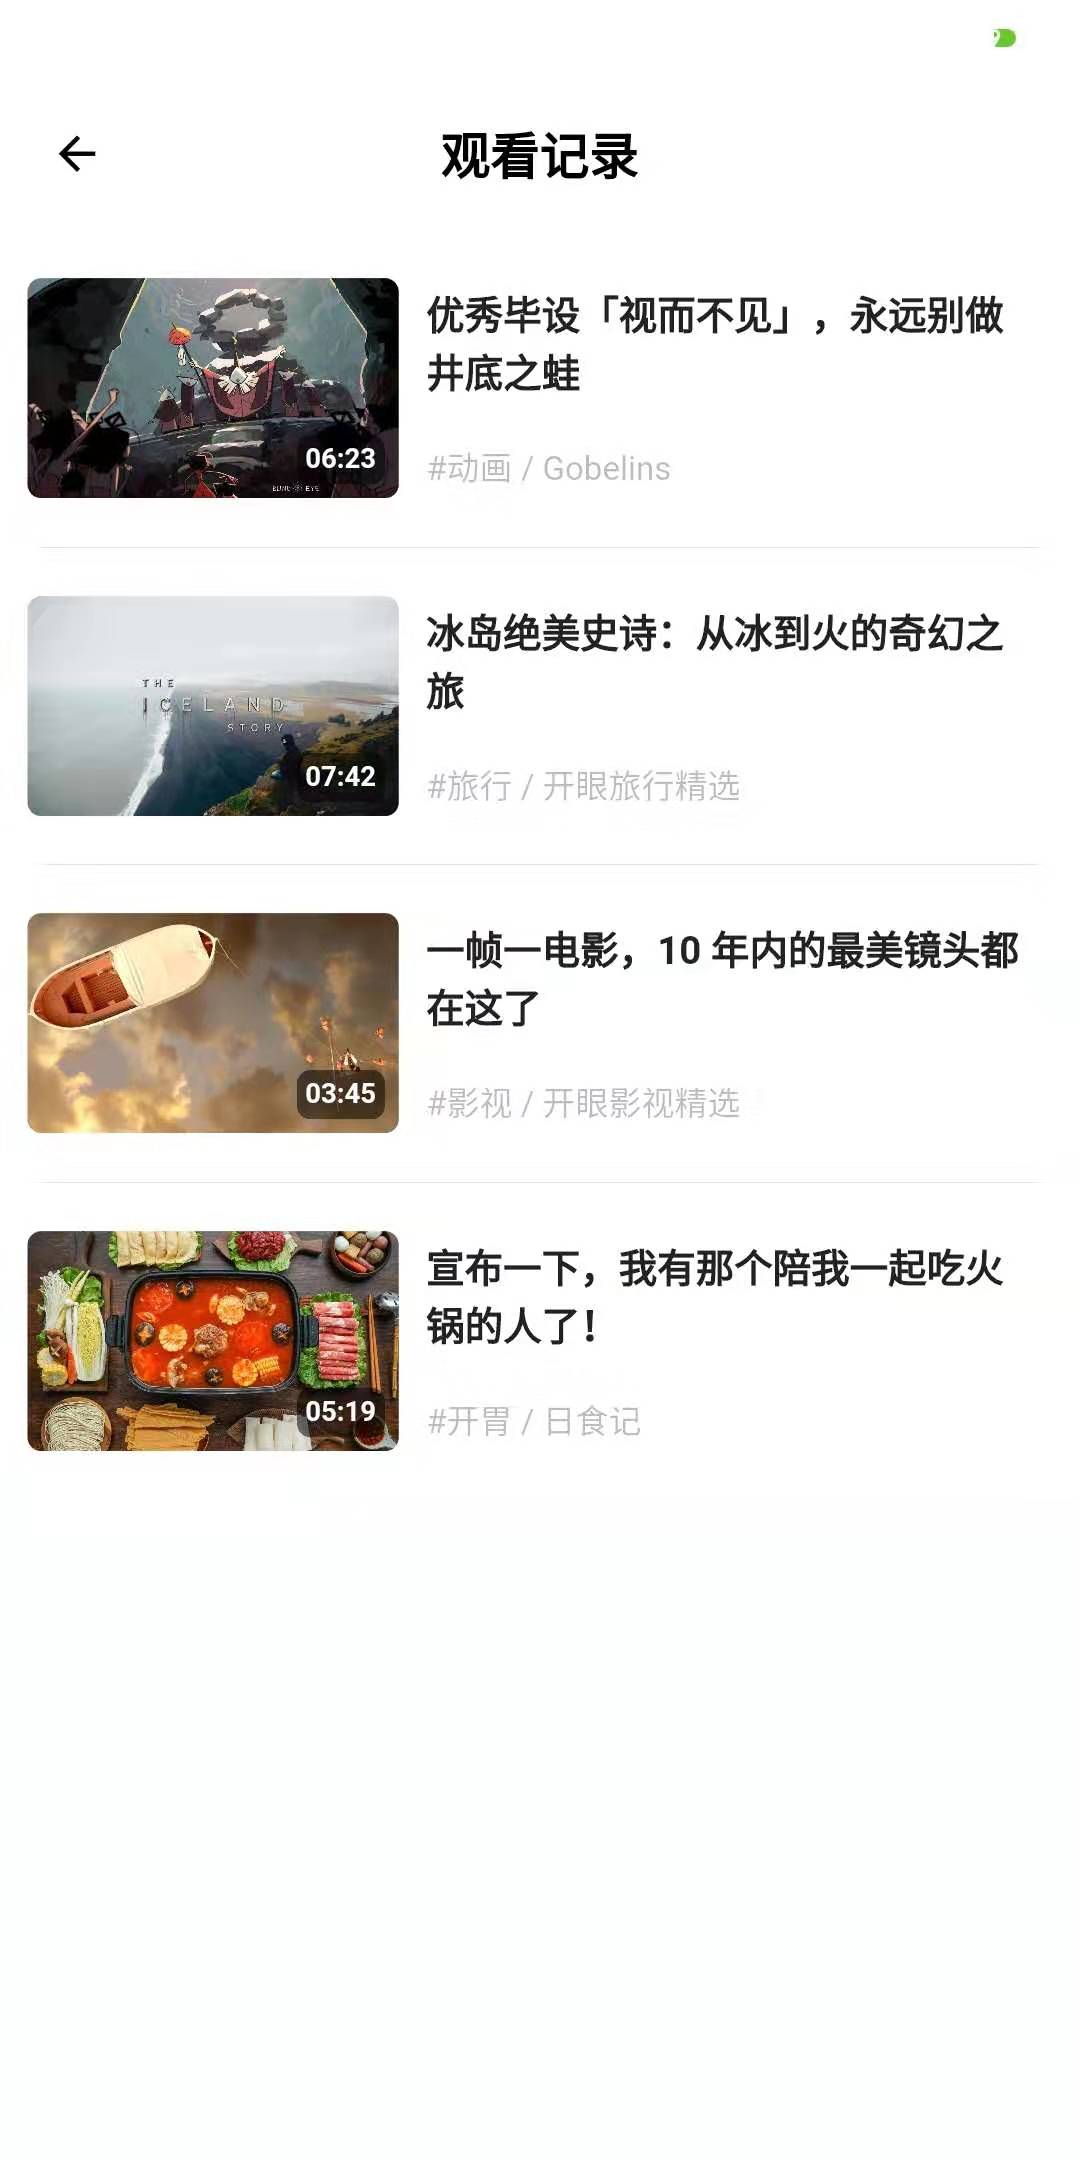 观看记录
优秀毕设「视而不见」，永远别做
井底之蛙
06:23
#动画 / Gobelins
冰岛绝美史诗：从冰到火的奇幻之
旅
THE
ICELAND
STORY
07:42
#旅行 / 开眼旅行精选
一帧一电影，10 年内的最美镜头都
在这了
03:45
#影视 / 开眼影视精选
宣布一下，我有那个陪我一起吃火
锅的人了！
05:19
#开胃 / 日食记